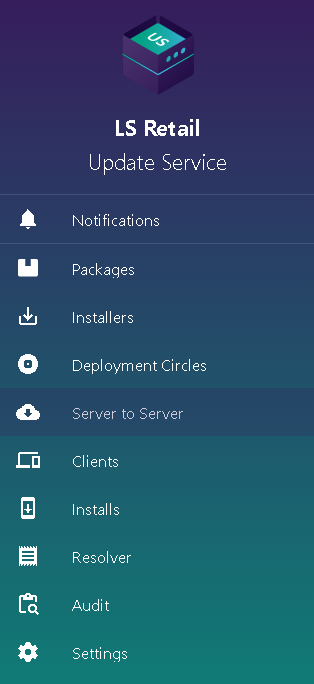 US
LS Retail
Update Service
Notifications
Packages
Installers
Deployment Circles
Server to Server
Clients
Installs
Resolver
Audit
Settings